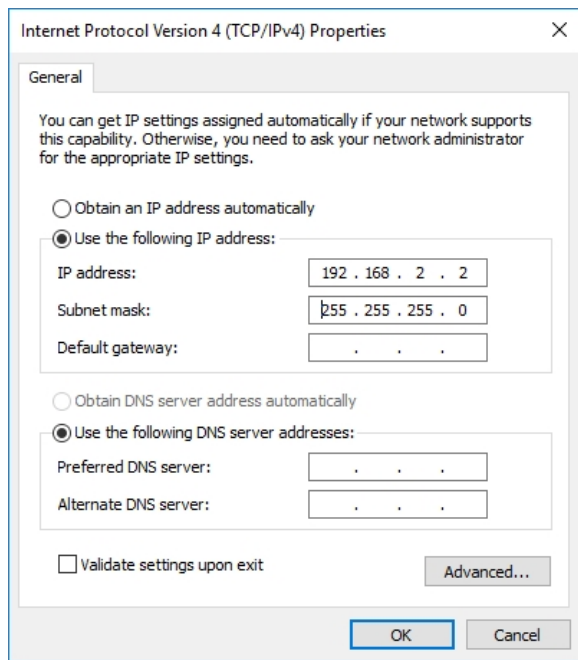 Internet Protocol Version 4 (TCP/IPv4) Properties
General
You can get IP settings assigned automatically if your network supports
this capability. Otherwise, you need to ask your network administrator
for the appropriate IP settings.
Obtain an IP address automatically
Use the following IP address:
IP address: 192 . 168 . 2 . 2
Subnet mask: 255 . 255 . 255 . 0
Default gateway: . . .
Obtain DNS server address automatically
Use the following DNS server addresses:
Preferred DNS server: . . .
Alternate DNS server: . . .
Validate settings upon exit
Advanced...
OK Cancel